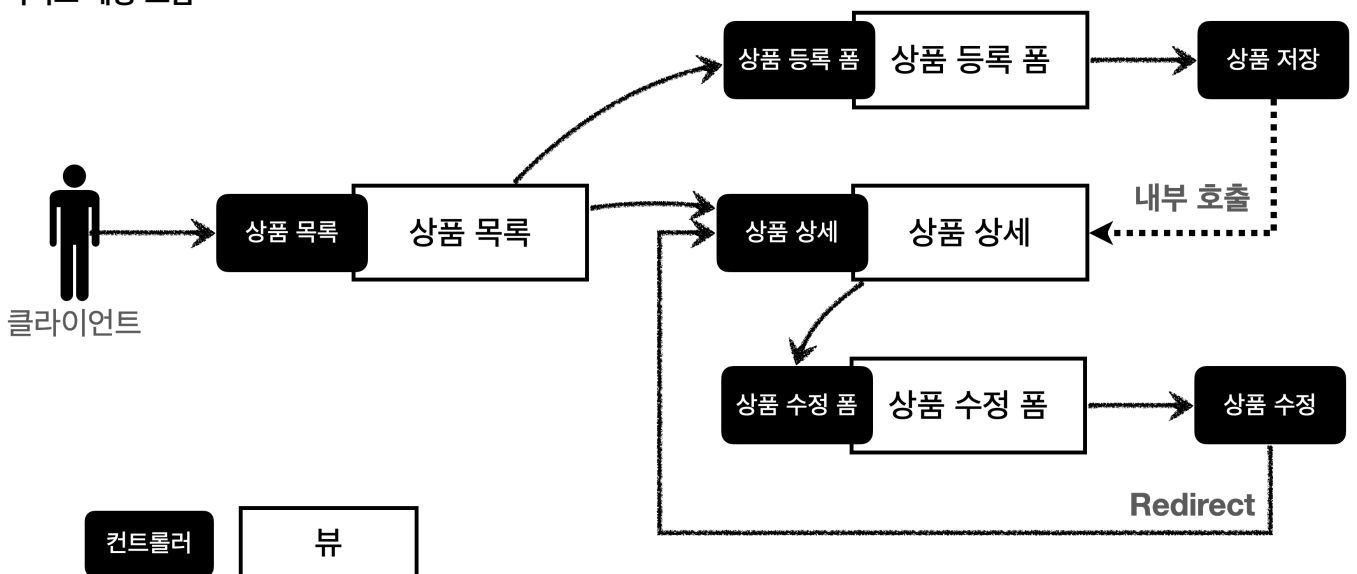 상품 등록 폼
상품 등록 폼
상품 저장
내부 호출
상품 목록
상품 목록
상품 상세
상품 상세
클라이언트
상품 수정 폼
상품 수정 폼
상품 수정
Redirect
컨트롤러
뷰